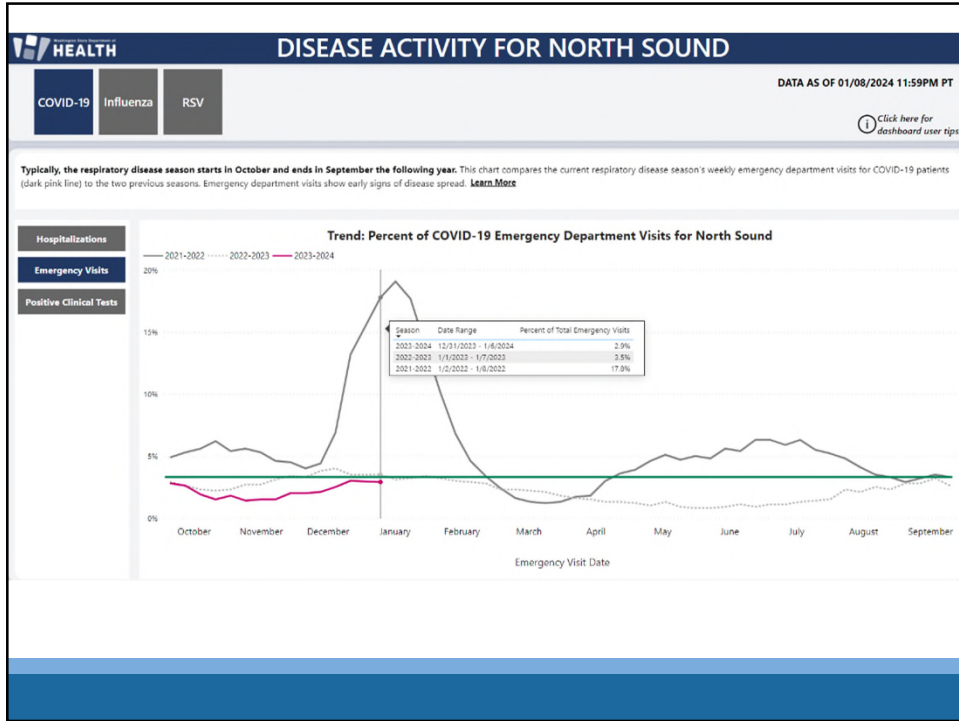 Washington State Department of
HEALTH
DISEASE ACTIVITY FOR NORTH SOUND
COVID-19
Influenza
RSV
DATA AS OF 01/08/2024 11:59PM PT
Click here for
dashboard user tips
Typically, the respiratory disease season starts in October and ends in September the following year. This chart compares the current respiratory disease season's weekly emergency department visits for COVID-19 patients
(dark pink line) to the two previous seasons. Emergency department visits show early signs of disease spread. Learn More
Hospitalizations
Emergency Visits
Positive Clinical Tests
Trend: Percent of COVID-19 Emergency Department Visits for North Sound
2021-2022 2022-2023 2023-2024
20%
15%
10%
5%
0%
Season Date Range Percent of Total Emergency Visits
2023-2024 12/31/2023 - 1/6/2024 2.9%
2022-2023 1/1/2023 - 1/7/2023 3.5%
2021-2022 1/2/2022 - 1/8/2022 17.8%
October November December January February March April May June July August September
Emergency Visit Date